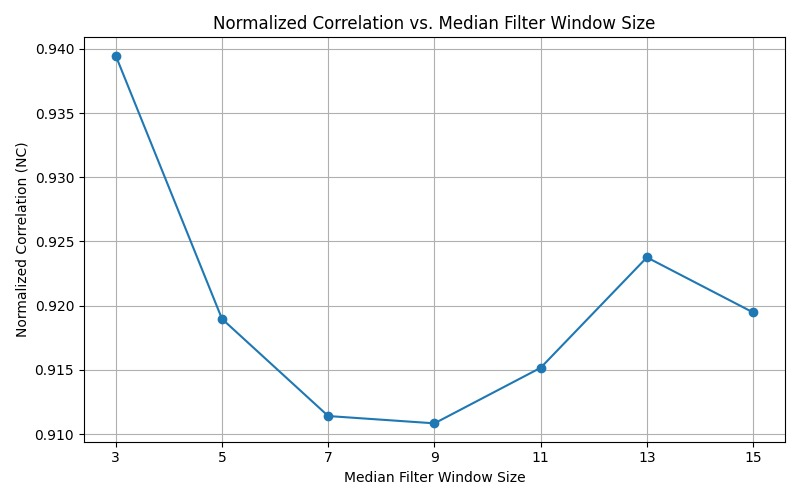 Normalized Correlation vs. Median Filter Window Size
Normalized Correlation (NC)
0.940
0.935
0.930
0.925
0.920
0.915
0.910
3 5 7 9 11 13 15
Median Filter Window Size